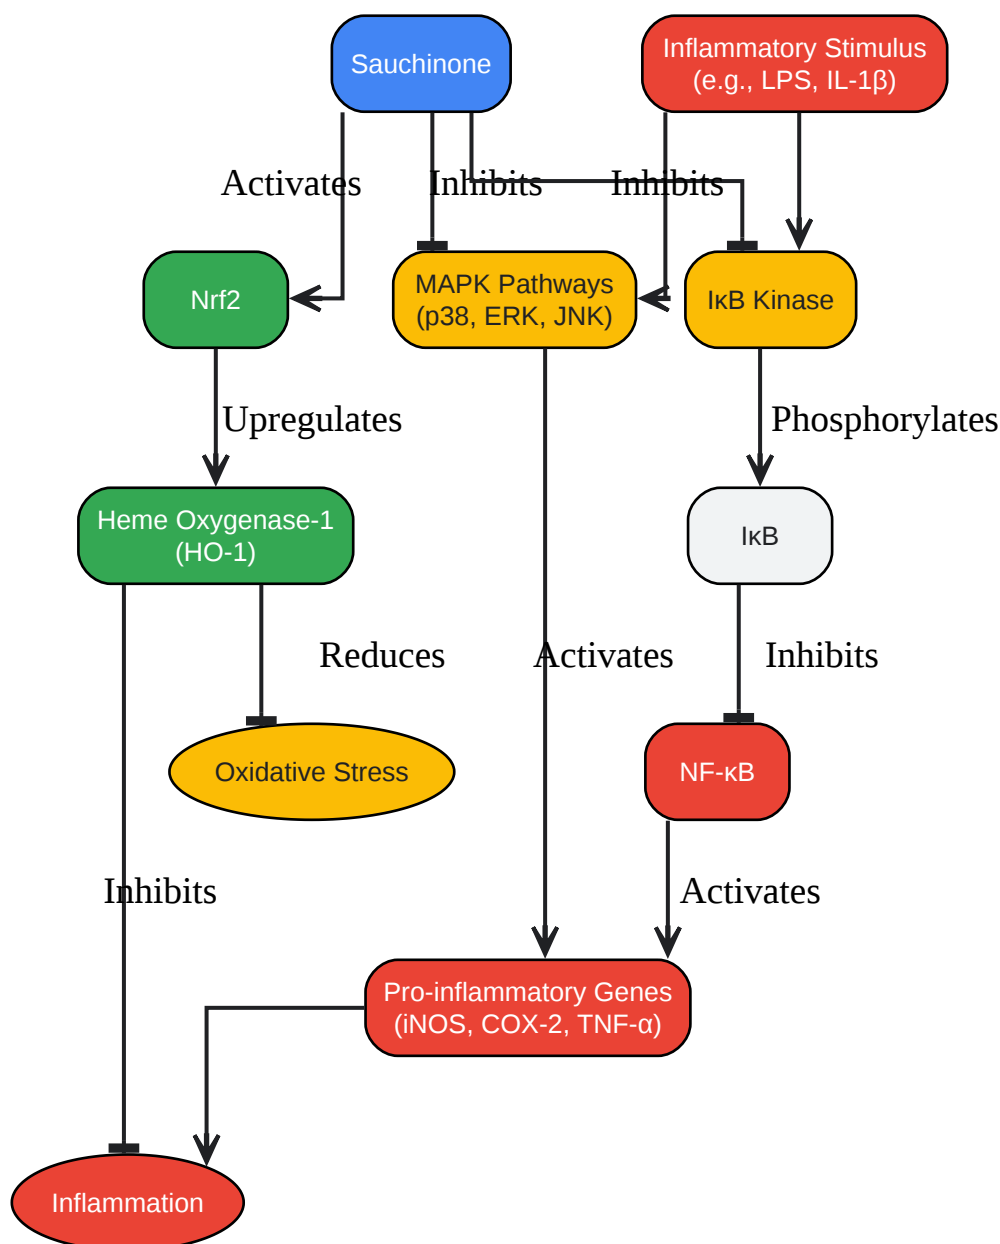 Sauchinone
Inflammatory Stimulus
(e.g., LPS, IL-1β)
Activates
Inhibits
Inhibits
Nrf2
MAPK Pathways
(p38, ERK, JNK)
IκB Kinase
Upregulates
Phosphorylates
Heme Oxygenase-1
(HO-1)
IκB
Reduces
Activates
Inhibits
Oxidative Stress
NF-κB
Inhibits
Activates
Pro-inflammatory Genes
(iNOS, COX-2, TNF-α)
Inflammation